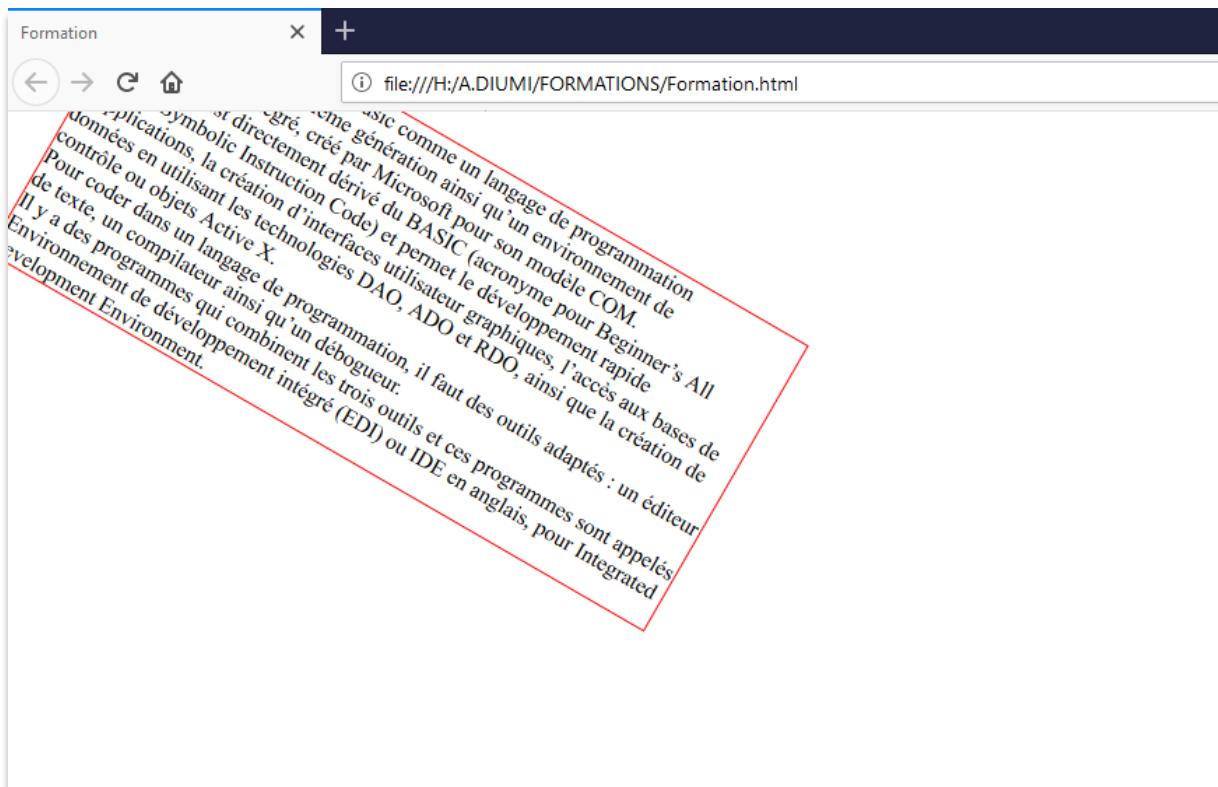 Formation
file:///H:/A.DIUMI/FORMATIONS/Formation.html
comme un langage de programmation
génération ainsi qu’un environnement de
créé par Microsoft pour son modèle COM.
directement dérivé du BASIC (acronyme pour Beginner’s All
Symbolic Instruction Code) et permet le développement rapide
pplications, la création d’interfaces utilisateur graphiques, l’accès aux bases de
données en utilisant les technologies DAO, ADO et RDO, ainsi que la création de
contrôle ou objets Active X.
Pour coder dans un langage de programmation, il faut des outils adaptés : un éditeur
de texte, un compilateur ainsi qu’un débogueur.
Il y a des programmes qui combinent les trois outils et ces programmes sont appelés
Environnement de développement intégré (EDI) ou IDE en anglais, pour Integrated
evelopment Environment.